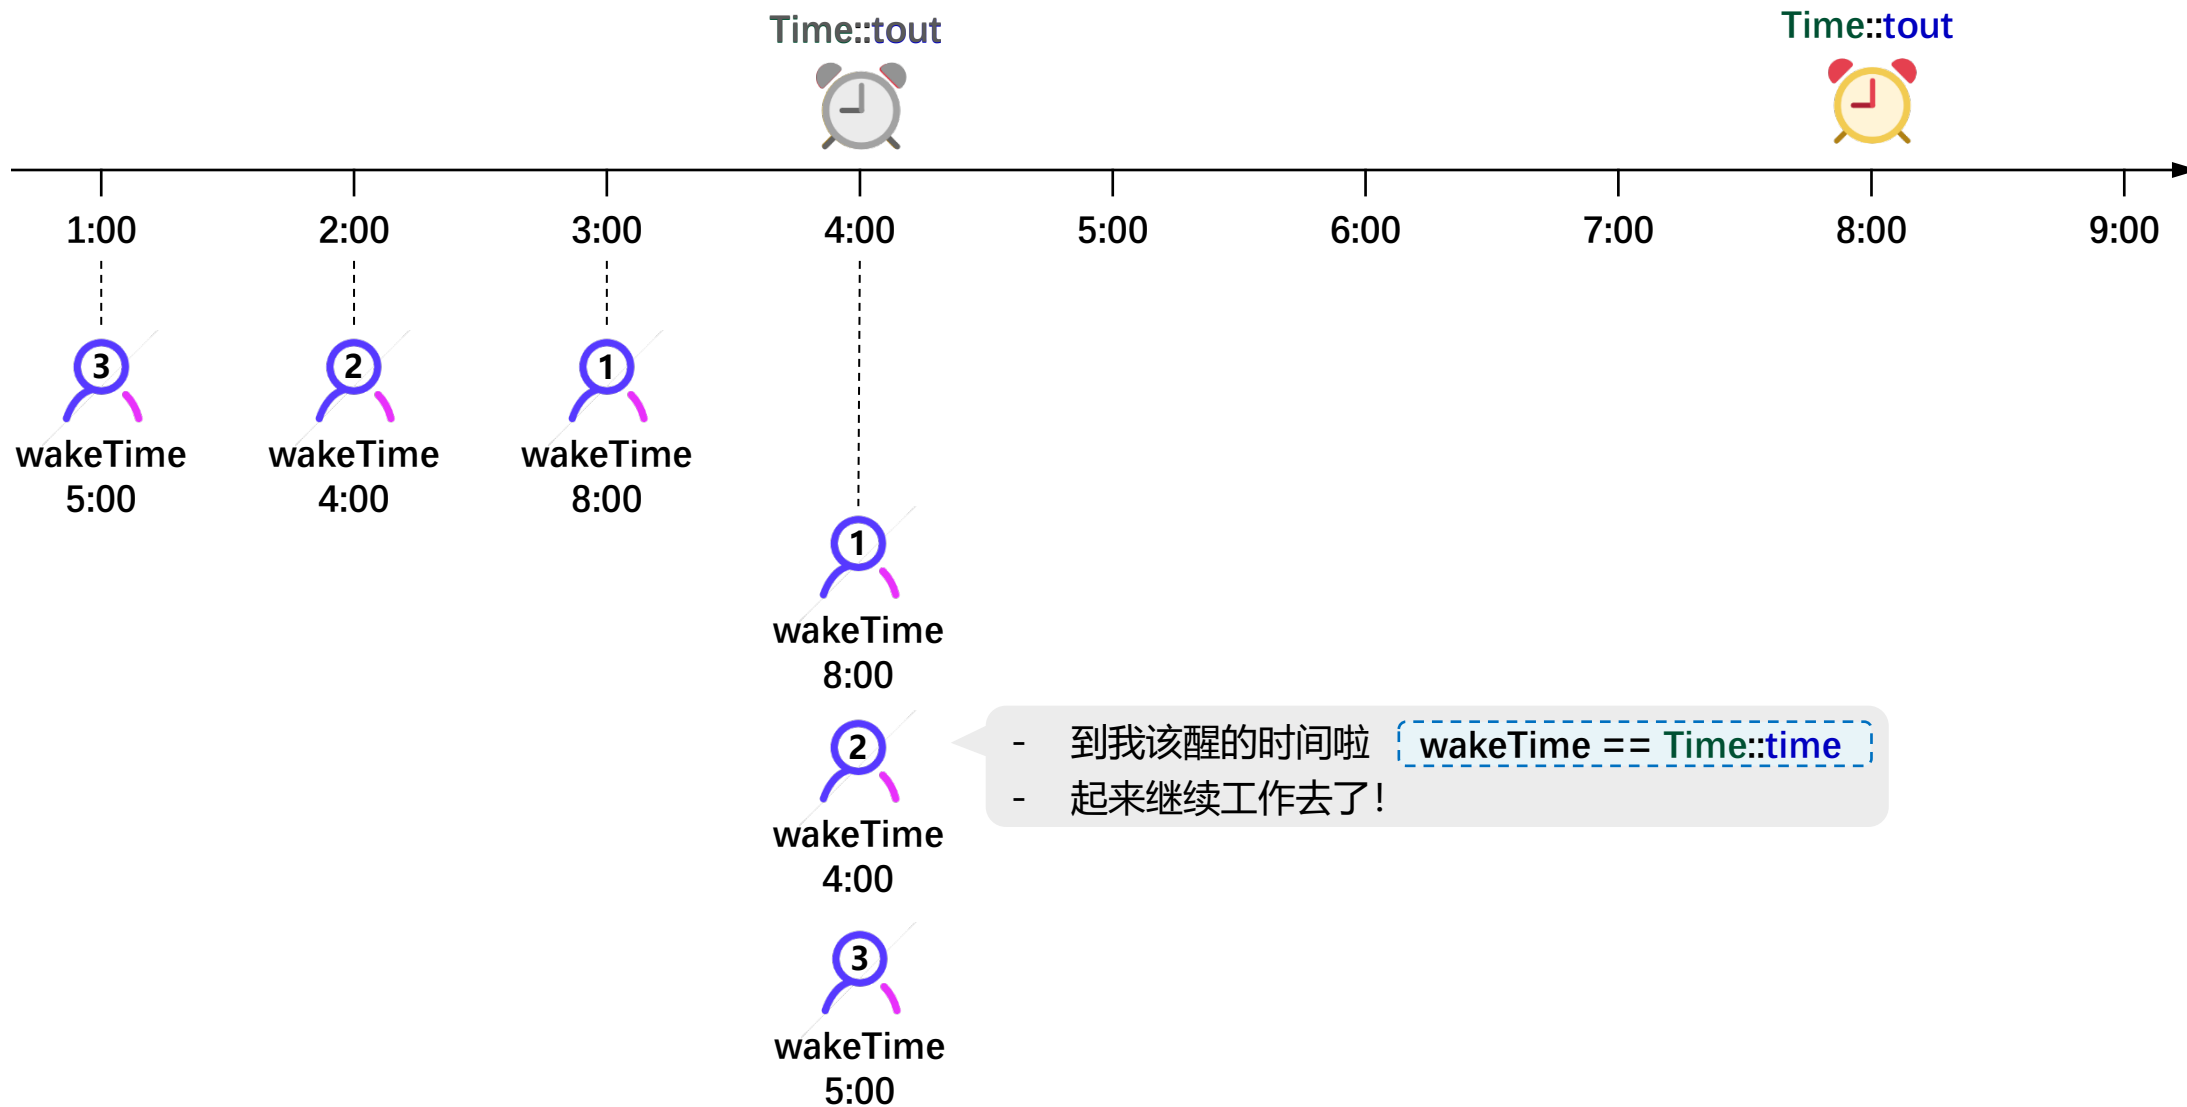 Time::tout
Time::tout
1:00 2:00 3:00 4:00 5:00 6:00 7:00 8:00 9:00
3 2 1
wakeTime wakeTime wakeTime
5:00 4:00 8:00
1
wakeTime
8:00
- 到我该醒的时间啦 wakeTime == Time::time
- 起来继续工作去了!
2
wakeTime
4:00
3
wakeTime
5:00